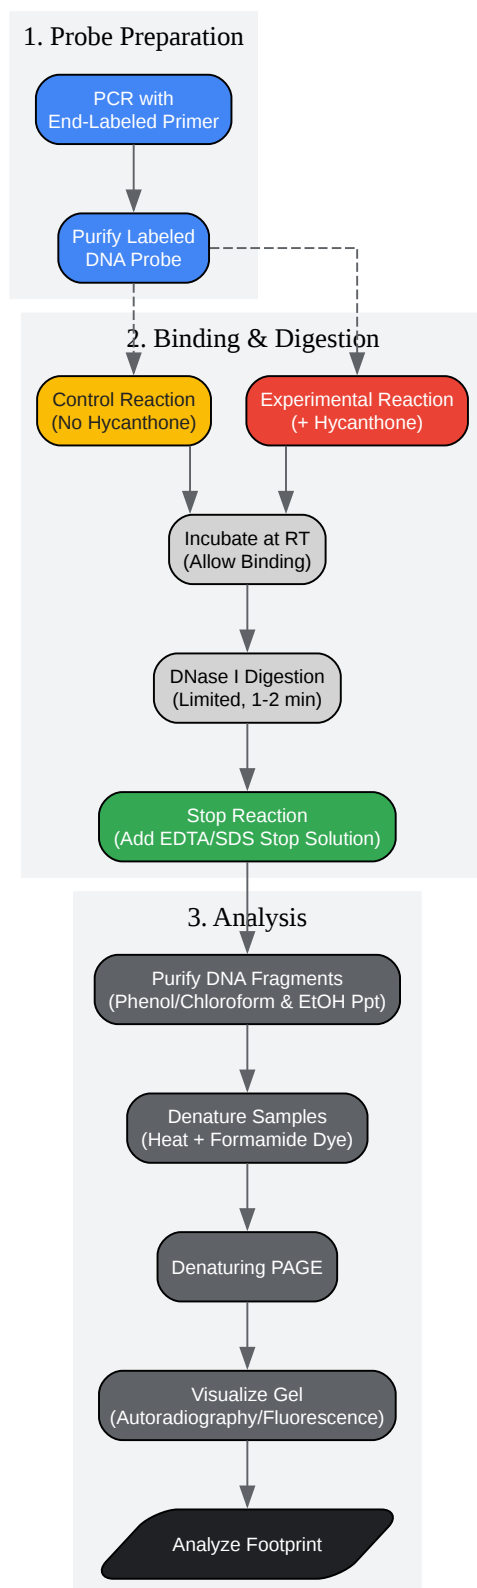 1. Probe Preparation
PCR with
End-Labeled Primer
Purify Labeled
DNA Probe
2. Binding & Digestion
Control Reaction
(No Hycanthone)
Experimental Reaction
(+ Hycanthone)
Incubate at RT
(Allow Binding)
DNase I Digestion
(Limited, 1-2 min)
Stop Reaction
(Add EDTA/SDS Stop Solution)
3. Analysis
Purify DNA Fragments
(Phenol/Chloroform & EtOH Ppt)
Denature Samples
(Heat + Formamide Dye)
Denaturing PAGE
Visualize Gel
(Autoradiography/Fluorescence)
Analyze Footprint